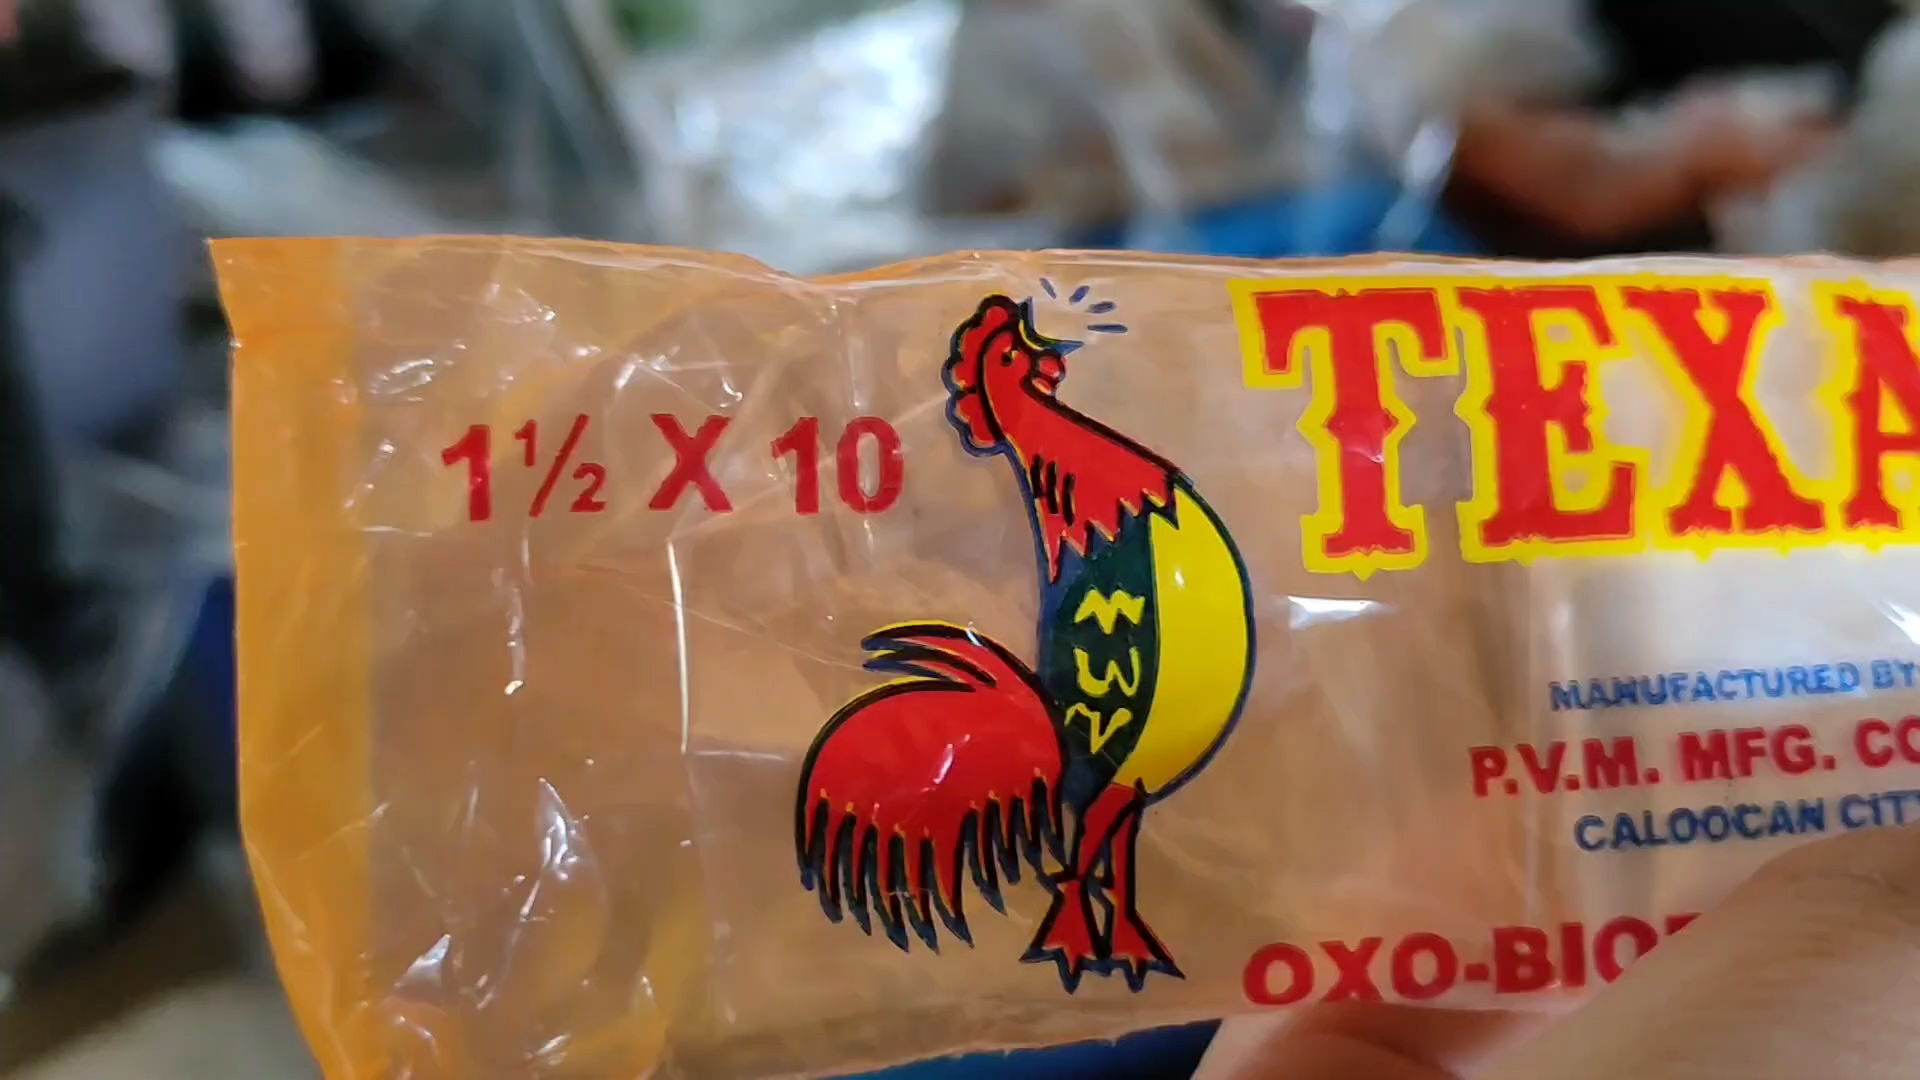 1½ X 10
TEXA
MANUFACTURED BY
P.V.M. MFG. CO
CALOOCAN CITY
OXO-BIO